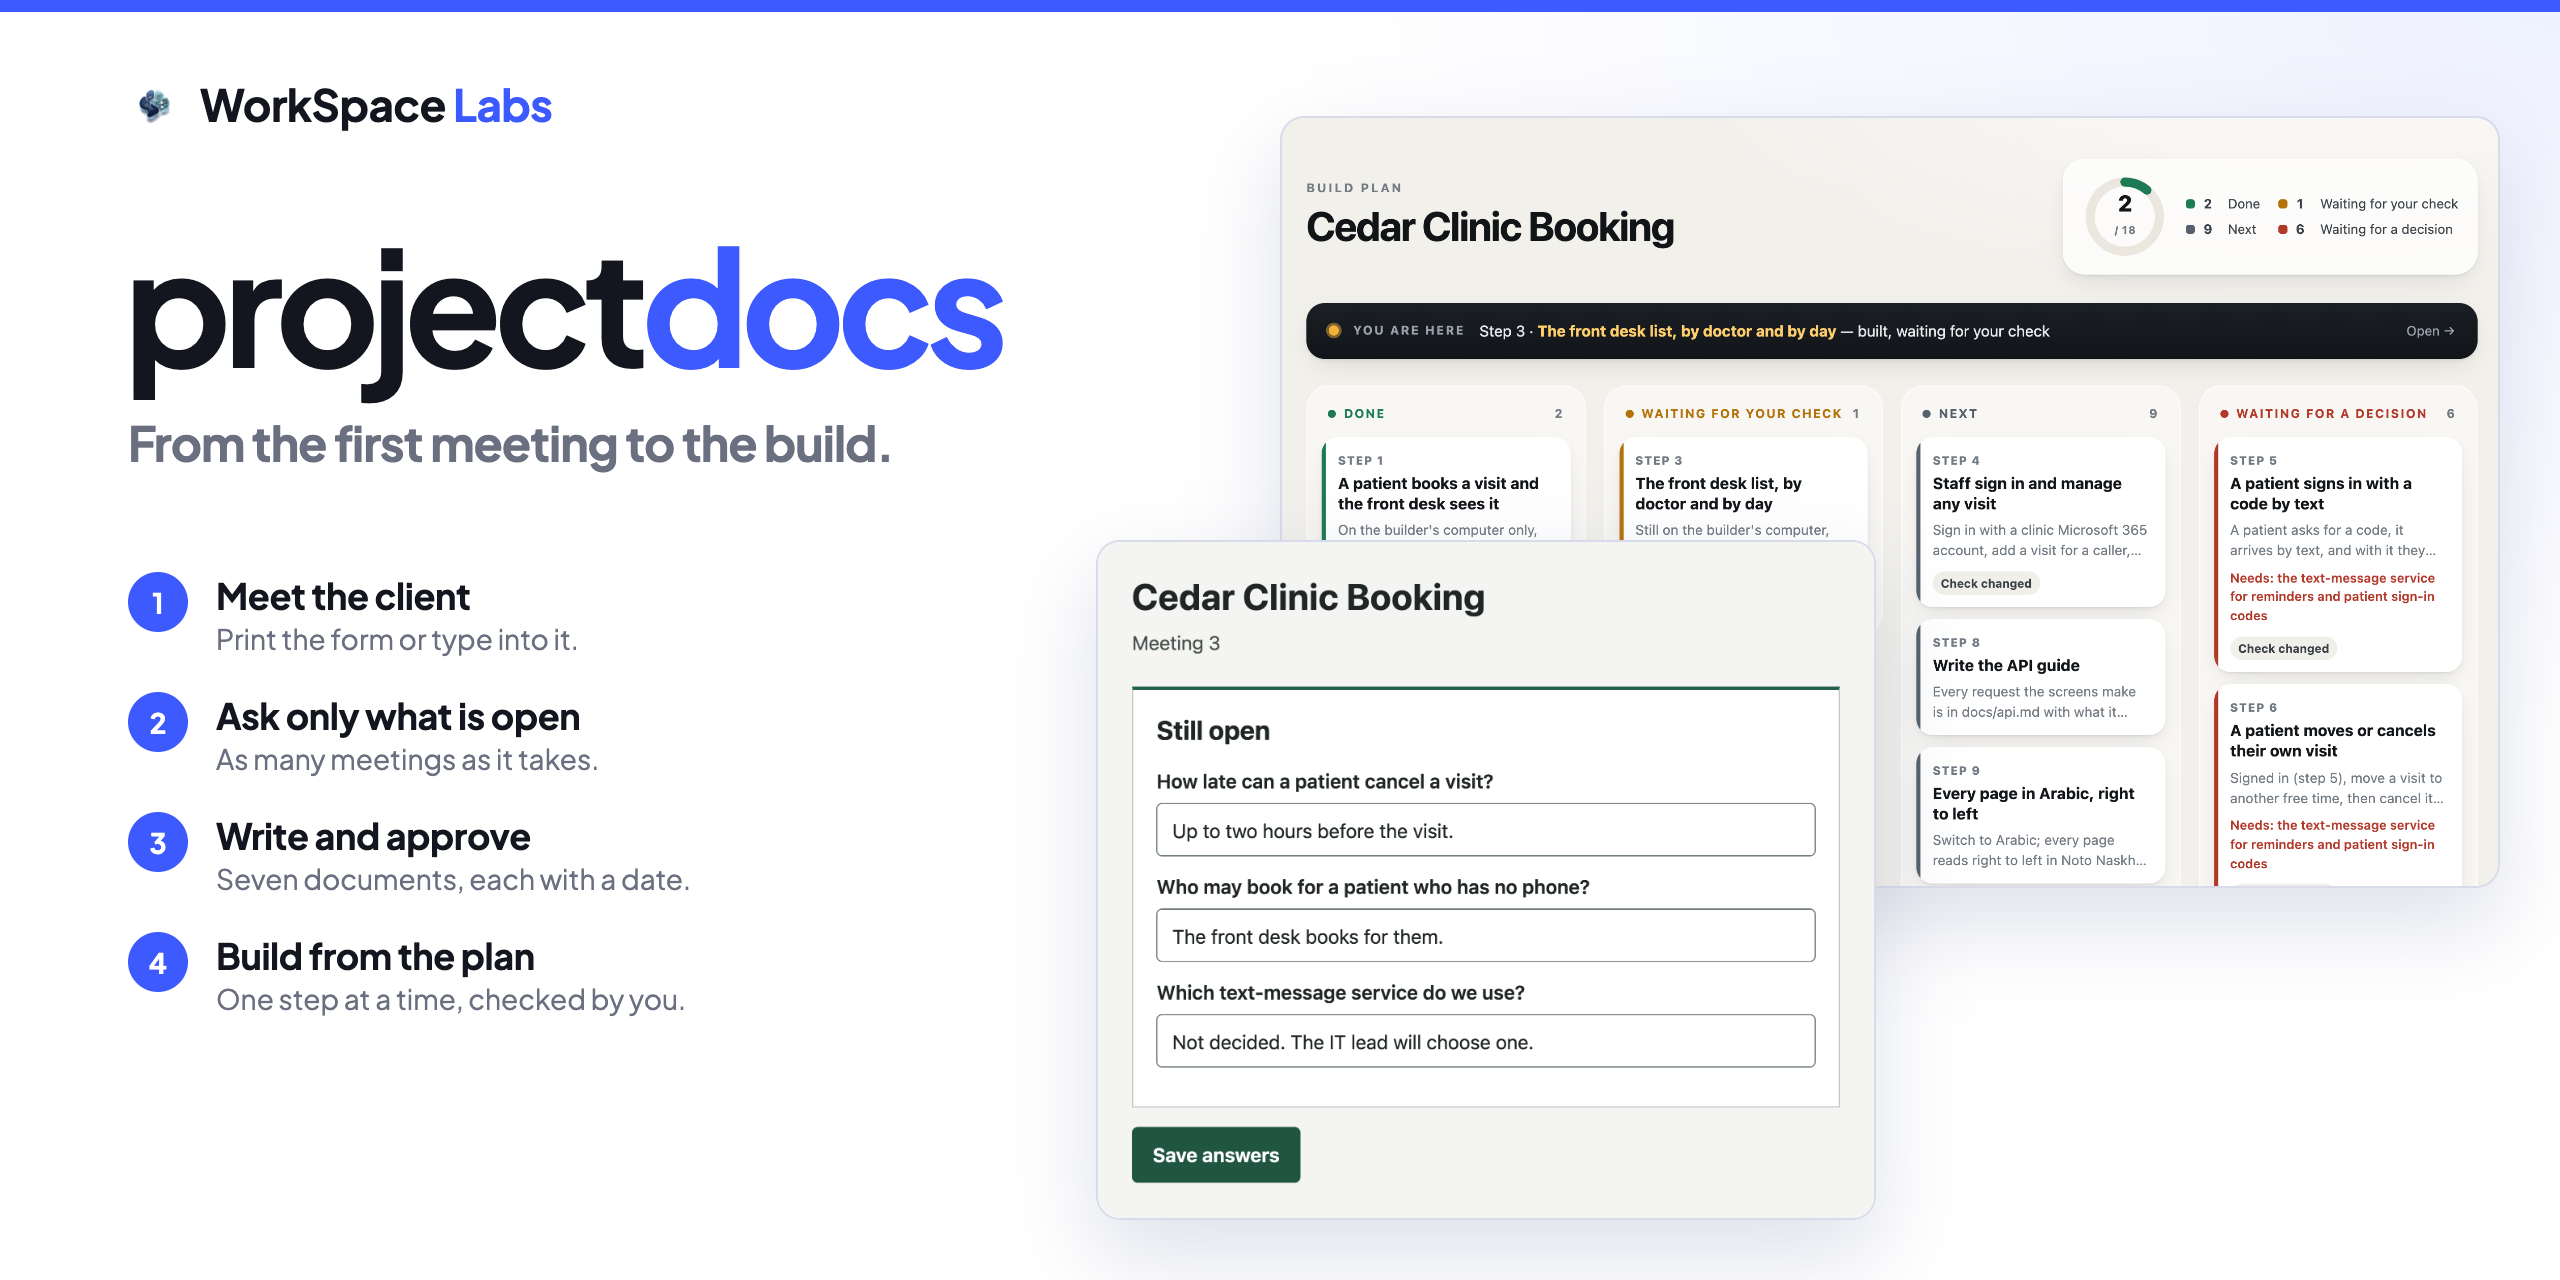 WorkSpace Labs
projectdocs
From the first meeting to the build.
1
Meet the client
Print the form or type into it.
2
Ask only what is open
As many meetings as it takes.
3
Write and approve
Seven documents, each with a date.
4
Build from the plan
One step at a time, checked by you.
BUILD PLAN
Cedar Clinic Booking
2
/ 18
2 Done 1 Waiting for your check
9 Next 6 Waiting for a decision
YOU ARE HERE Step 3 · The front desk list, by doctor and by day — built, waiting for your check Open →
DONE 2
STEP 1
A patient books a visit and
the front desk sees it
On the builder's computer only,
WAITING FOR YOUR CHECK 1
STEP 3
The front desk list, by
doctor and by day
Still on the builder's computer,
NEXT 9
STEP 4
Staff sign in and manage
any visit
Sign in with a clinic Microsoft 365
account, add a visit for a caller,...
Check changed
STEP 8
Write the API guide
Every request the screens make
is in docs/api.md with what it...
STEP 9
Every page in Arabic, right
to left
Switch to Arabic; every page
reads right to left in Noto Naskh...
WAITING FOR A DECISION 6
STEP 5
A patient signs in with a
code by text
A patient asks for a code, it
arrives by text, and with it they...
Needs: the text-message service
for reminders and patient sign-in
codes
Check changed
STEP 6
A patient moves or cancels
their own visit
Signed in (step 5), move a visit to
another free time, then cancel it...
Needs: the text-message service
for reminders and patient sign-in
codes
Cedar Clinic Booking
Meeting 3
Still open
How late can a patient cancel a visit?
Up to two hours before the visit.
Who may book for a patient who has no phone?
The front desk books for them.
Which text-message service do we use?
Not decided. The IT lead will choose one.
Save answers